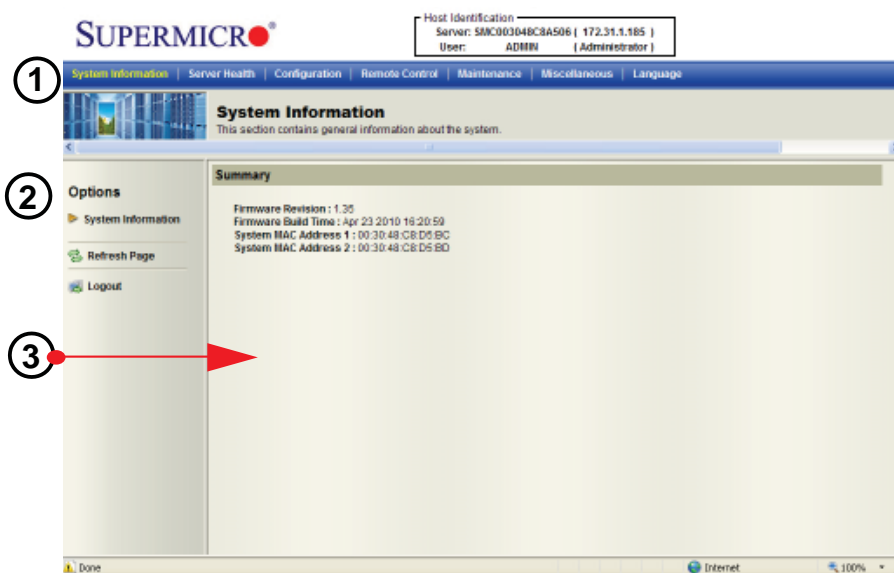 SUPERMICRO
Host Identification
Server: SMC003048C8A506 ( 172.31.1.185 )
User: ADMIN ( Administrator )
1
System Information | Server Health | Configuration | Remote Control | Maintenance | Miscellaneous | Language
System Information
This section contains general information about the system.
Summary
2
Options
System Information
Refresh Page
Logout
Firmware Revision : 1.35
Firmware Build Time : Apr 23 2010 16:20:59
System MAC Address 1 : 00:30:48:C8:D5:BC
System MAC Address 2 : 00:30:48:C8:D5:BD
3
Done
Internet
100%